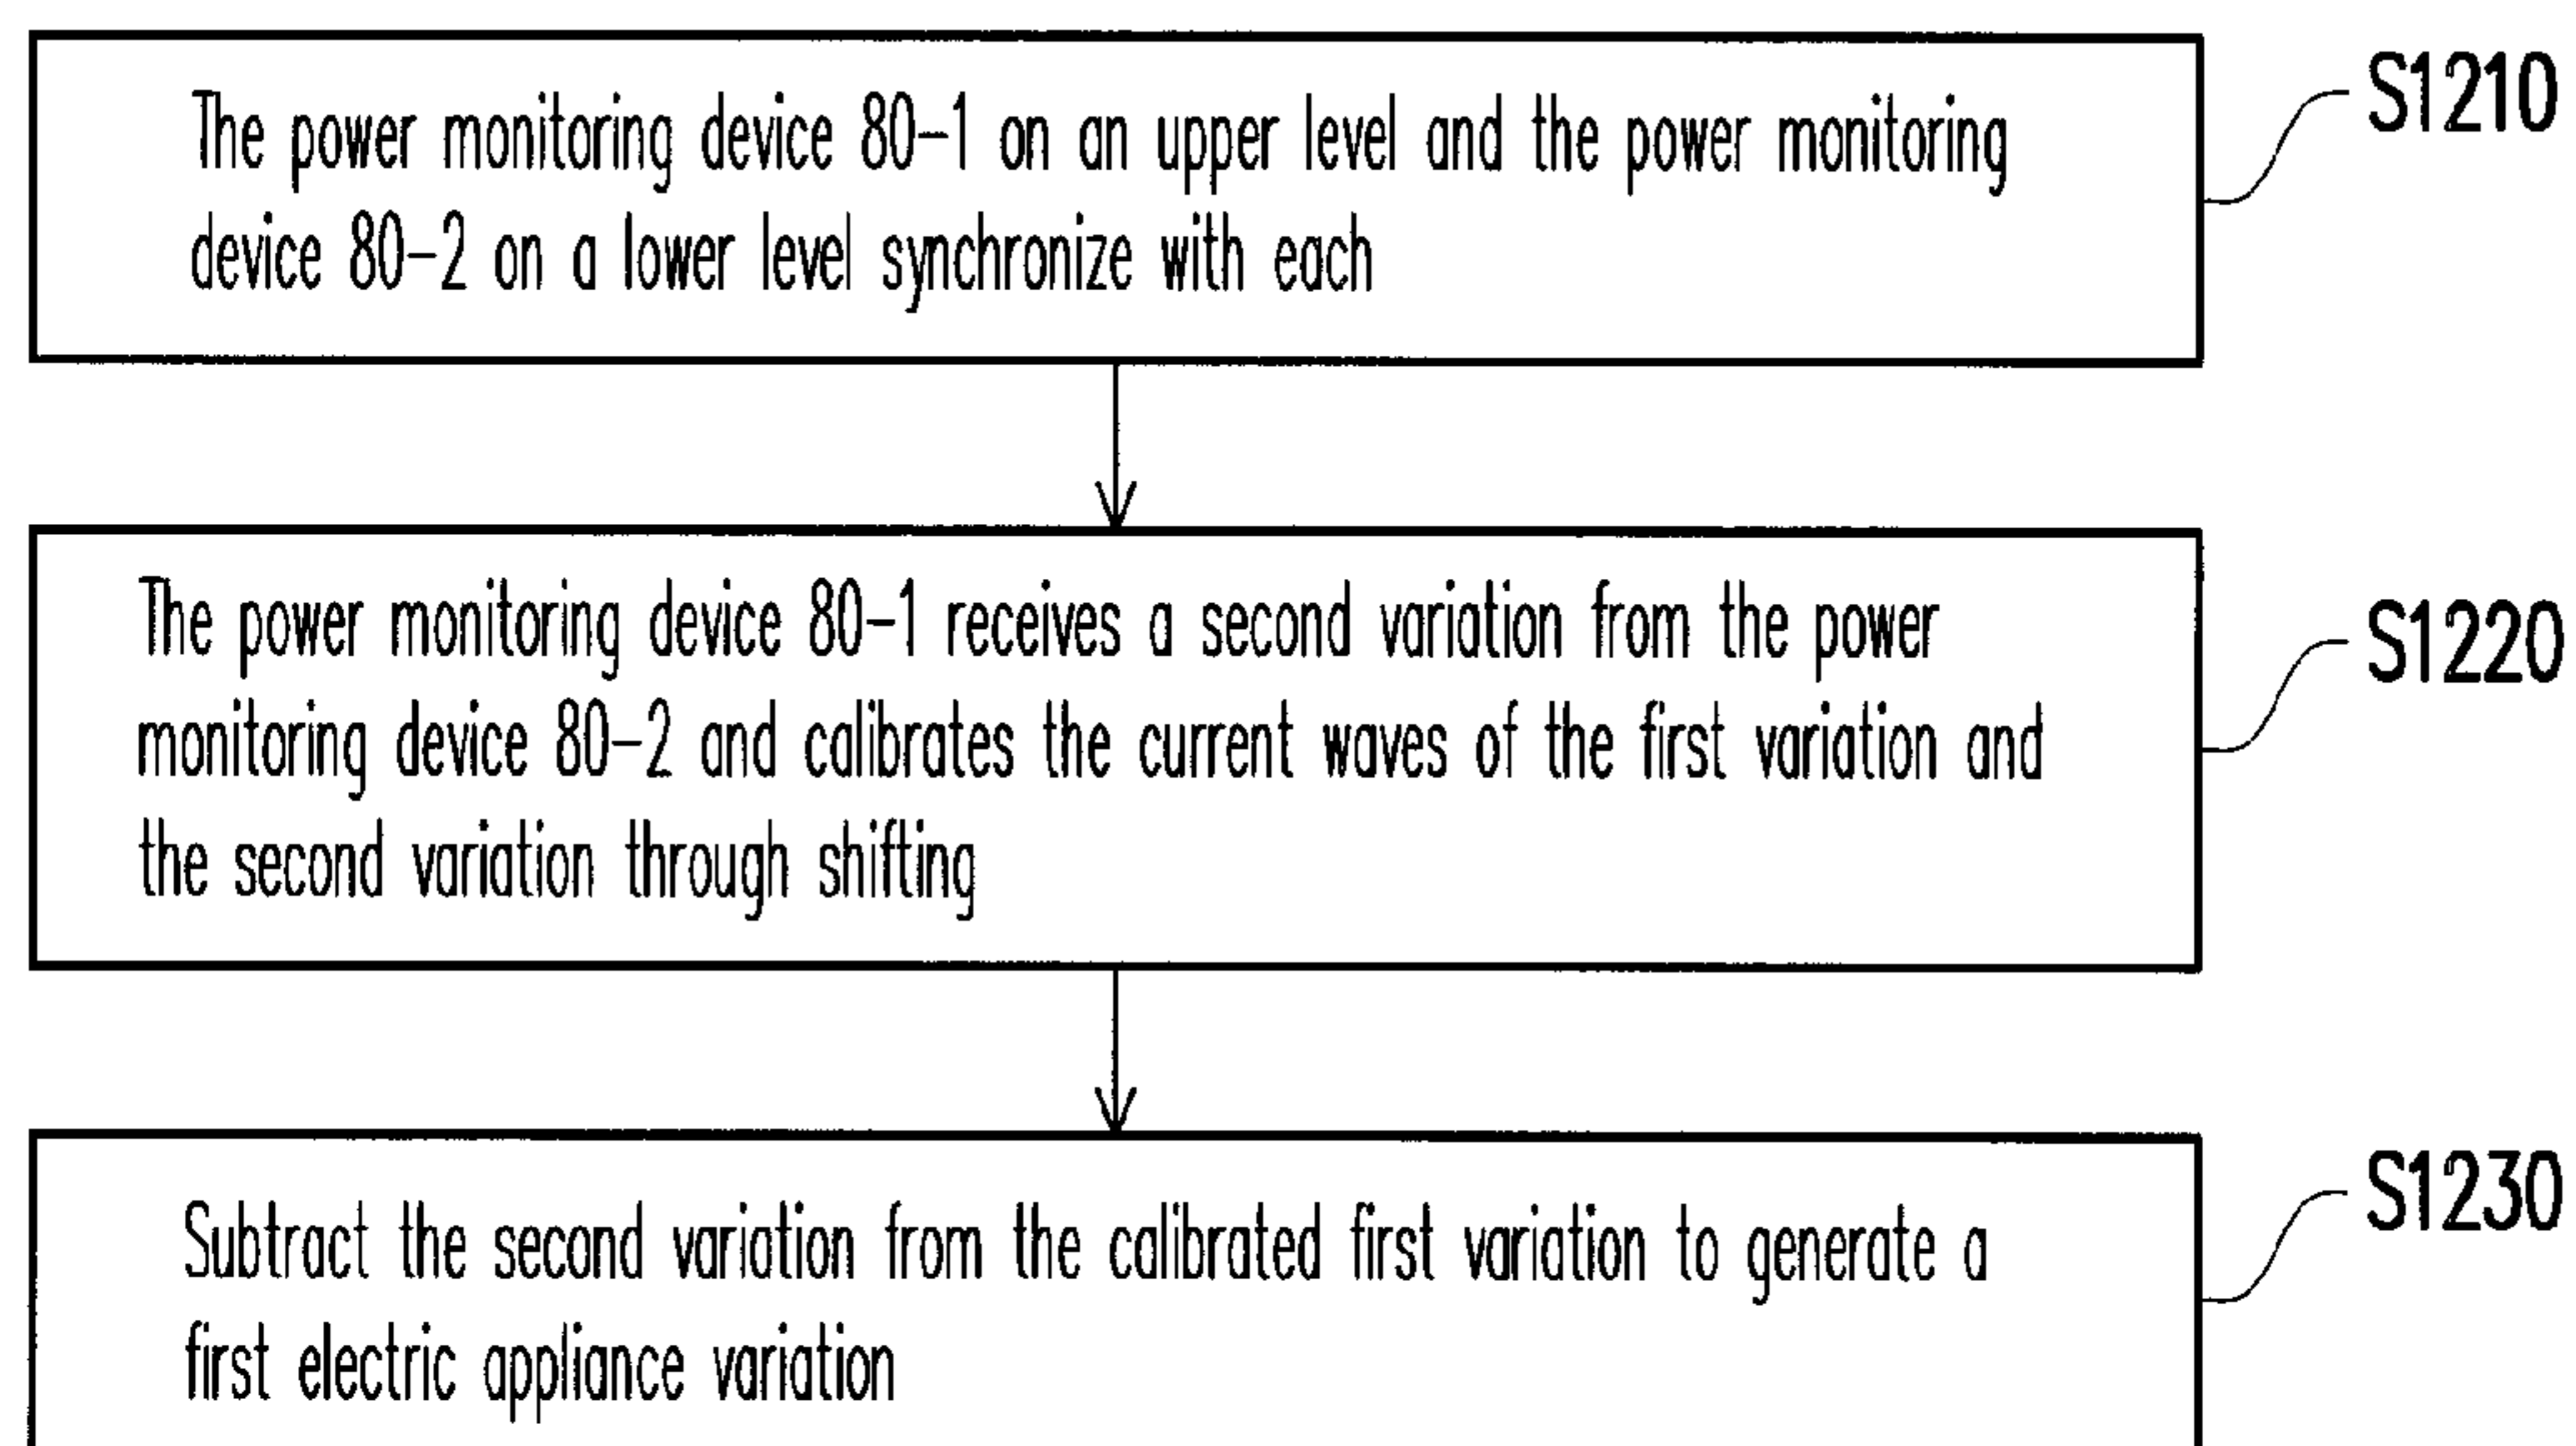 The power monitoring device 80-1 on an upper level and the power monitoring
device 80-2 on a lower level synchronize with each
S1210
The power monitoring device 80-1 receives a second variation from the power
monitoring device 80-2 and calibrates the current waves of the first variation and
the second variation through shifting
S1220
Subtract the second variation from the calibrated first variation to generate a
first electric appliance variation
S1230